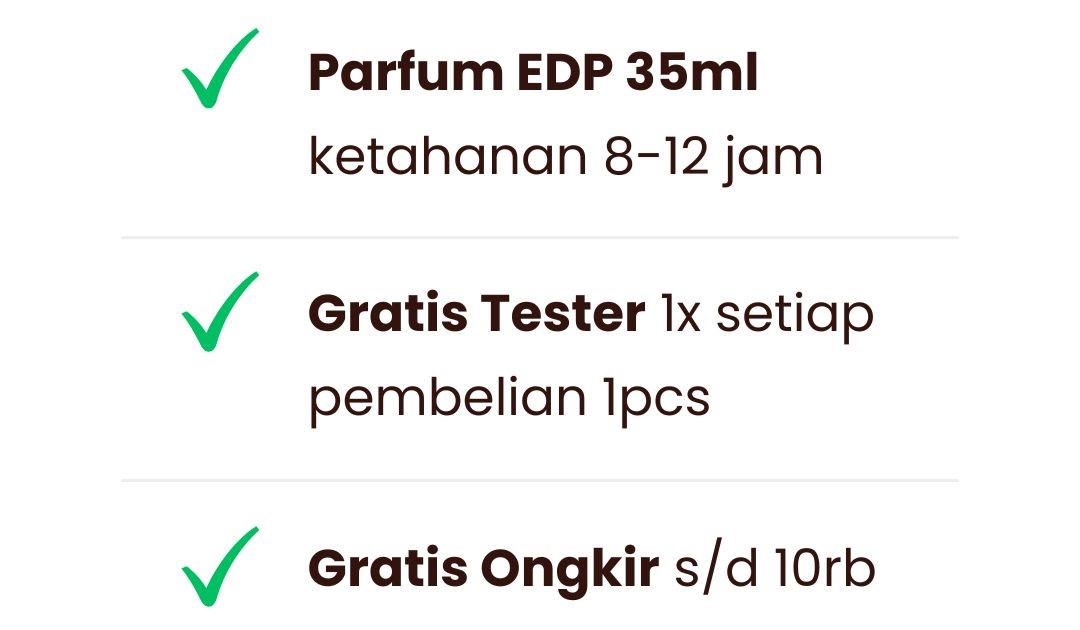 Parfum EDP 35ml
ketahanan 8-12 jam
Gratis Tester 1x setiap
pembelian 1pcs
Gratis Ongkir s/d 10rb